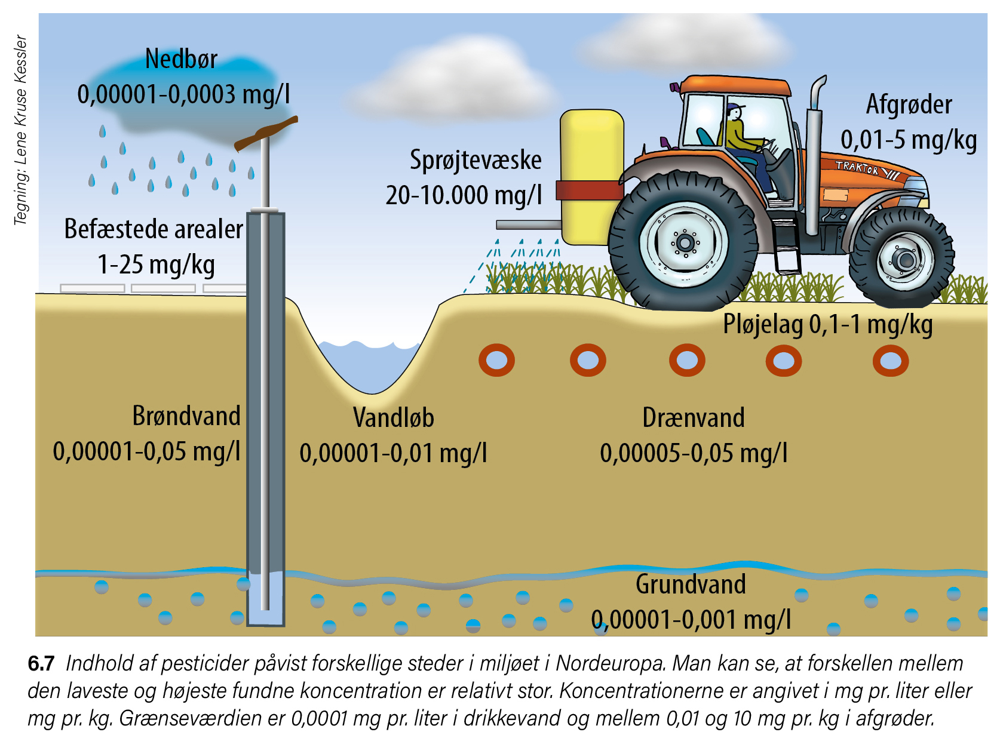 Tegning: Lene Kruse Kessler
Nedbør
0,00001-0,0003 mg/l
Afgrøder
0,01-5 mg/kg
Sprøjtevæske
20-10.000 mg/l
TRAKTOR
Befæstede arealer
1-25 mg/kg
Pløjelag 0,1-1 mg/kg
Brøndvand
0,00001-0,05 mg/l
Vandløb
0,00001-0,01 mg/l
Drænvand
0,00005-0,05 mg/l
Grundvand
0,00001-0,001 mg/l
6.7 Indhold af pesticider påvist forskellige steder i miljøet i Nordeuropa. Man kan se, at forskellen mellem
den laveste og højeste fundne koncentration er relativt stor. Koncentrationerne er angivet i mg pr. liter eller
mg pr. kg. Grænseværdien er 0,0001 mg pr. liter i drikkevand og mellem 0,01 og 10 mg pr. kg i afgrøder.